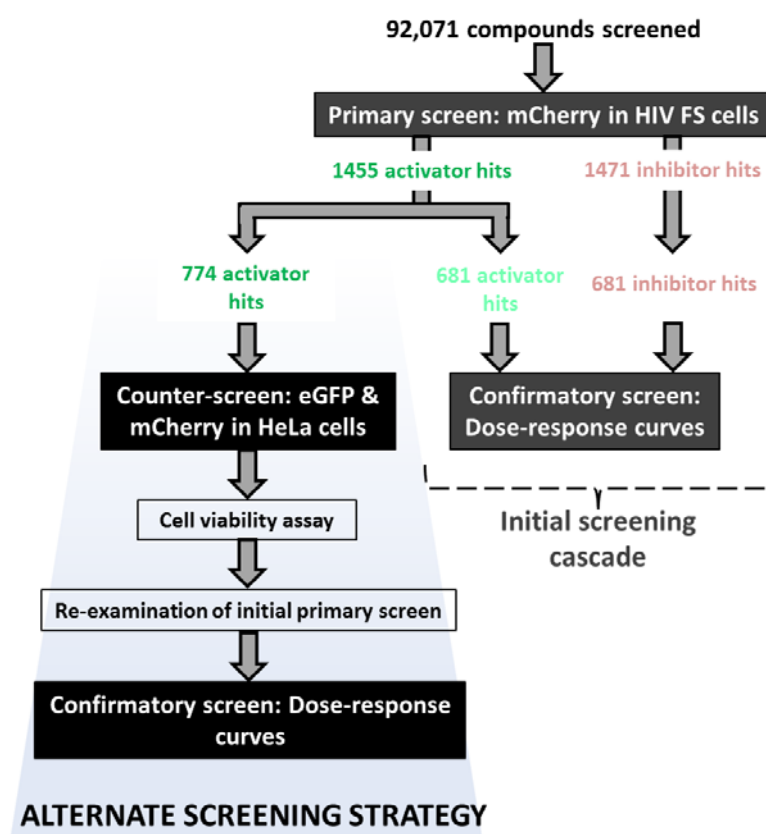 92,071 compounds screened
Primary screen: mCherry in HIV FS cells
1455 activator hits
1471 inhibitor hits
774 activator
hits
681 activator
hits
681 inhibitor hits
Counter-screen: eGFP &
mCherry in HeLa cells
Confirmatory screen:
Dose-response curves
Cell viability assay
Initial screening
cascade
Re-examination of initial primary screen
Confirmatory screen: Dose-response
curves
ALTERNATE SCREENING STRATEGY